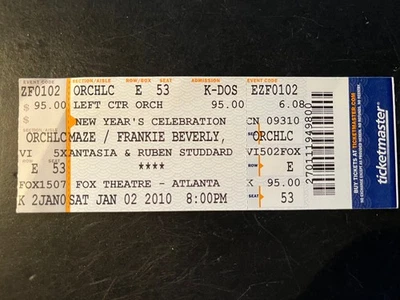 EVENT CODE SECTION/AISLE ROW/BOX SEAT ADMISSION EVENT CODE
ZF0102 ORCHLC E 53 K-DOS EZF0102
$ 95.00 LEFT CTR ORCH 95.00 6.08
NEW YEAR'S CELEBRATION CN 09310
ORCHLC MAZE / FRANKIE BEVERLY, ORCHLC
VI 5X ANTASIA & RUBEN STUDDARD VI502FOX
E 53 **** E
FOX1507 FOX THEATRE - ATLANTA K 95.00
K 2JAN0 SAT JAN 02 2010 8:00PM 53
270111949800
BUY TICKETS AT TICKETMASTER.COM
ticketmaster